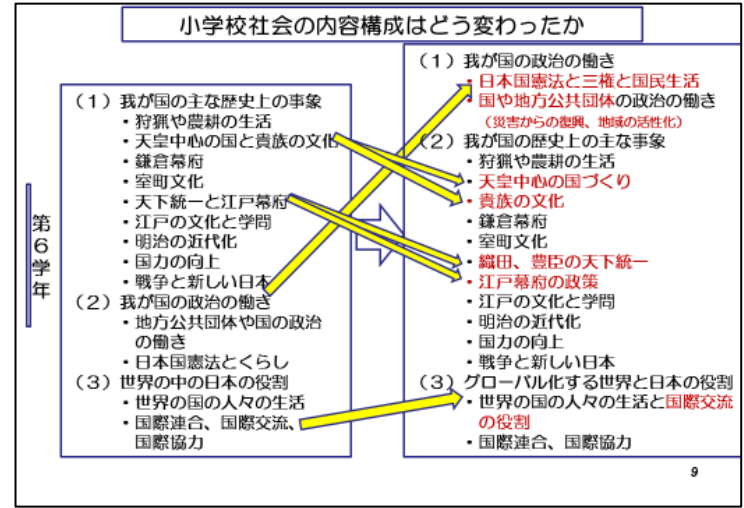 小学校社会の内容構成はどう変わったか
第6学年
(1)我が国の主な歴史上の事象
・狩猟や農耕の生活
・天皇中心の国と貴族の文化
・鎌倉幕府
・室町文化
・天下統一と江戸幕府
・江戸の文化と学問
・明治の近代化
・国力の向上
・戦争と新しい日本
(2)我が国の政治の働き
・地方公共団体や国の政治
の働き
・日本国憲法とくらし
(3)世界の中の日本の役割
・世界の国の人々の生活
・国際連合、国際交流、
国際協力
(1)我が国の政治の働き
・日本国憲法と三権と国民生活
・国や地方公共団体の政治の働き
(災害からの復興、地域の活性化)
(2)我が国の歴史上の主な事象
・狩猟や農耕の生活
・天皇中心の国づくり
・貴族の文化
・鎌倉幕府
・室町文化
・織田、豊臣の天下統一
・江戸幕府の政策
・江戸の文化と学問
・明治の近代化
・国力の向上
・戦争と新しい日本
(3)グローバル化する世界と日本の役割
・世界の国の人々の生活と国際交流
の役割
・国際連合、国際協力
9